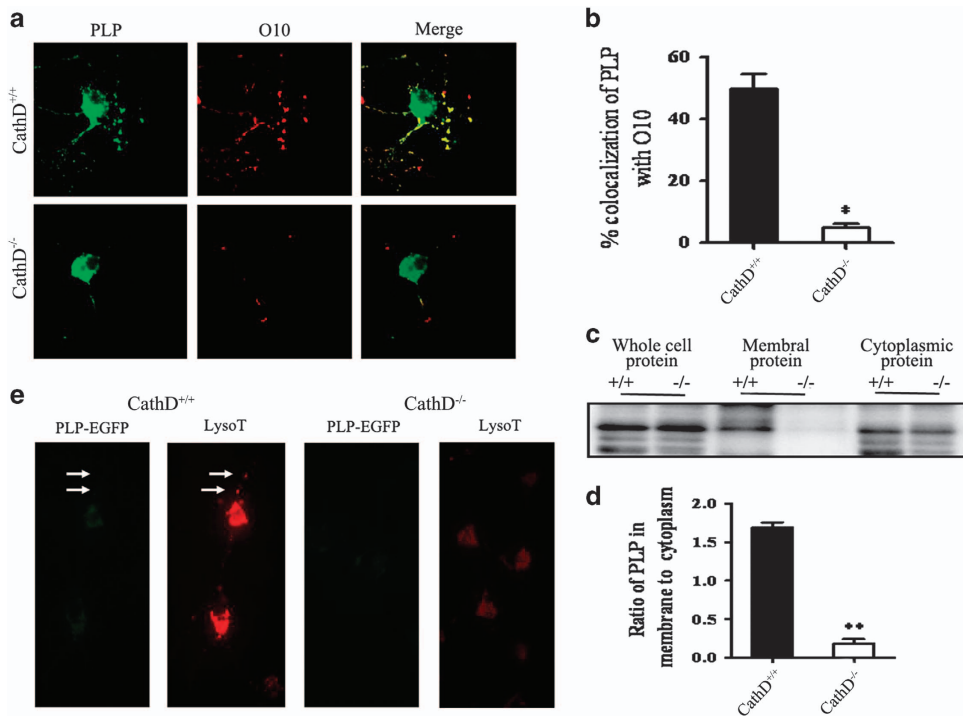 a
PLP O10 Merge
CathD+/+
CathD-/-
b
% colocalization of PLP
with O10
60
40
20
0
*
CathD+/+ CathD-/-
c
Whole cell protein Membral protein Cytoplasmic protein
+/+ -/- +/+ -/- +/+ -/-
d
Ratio of PLP in
membrane to cytoplasm
2.0
1.5
1.0
0.5
0.0
**
CathD+/+ CathD-/-
e
CathD+/+ CathD-/-
PLP-EGFP LysoT PLP-EGFP LysoT